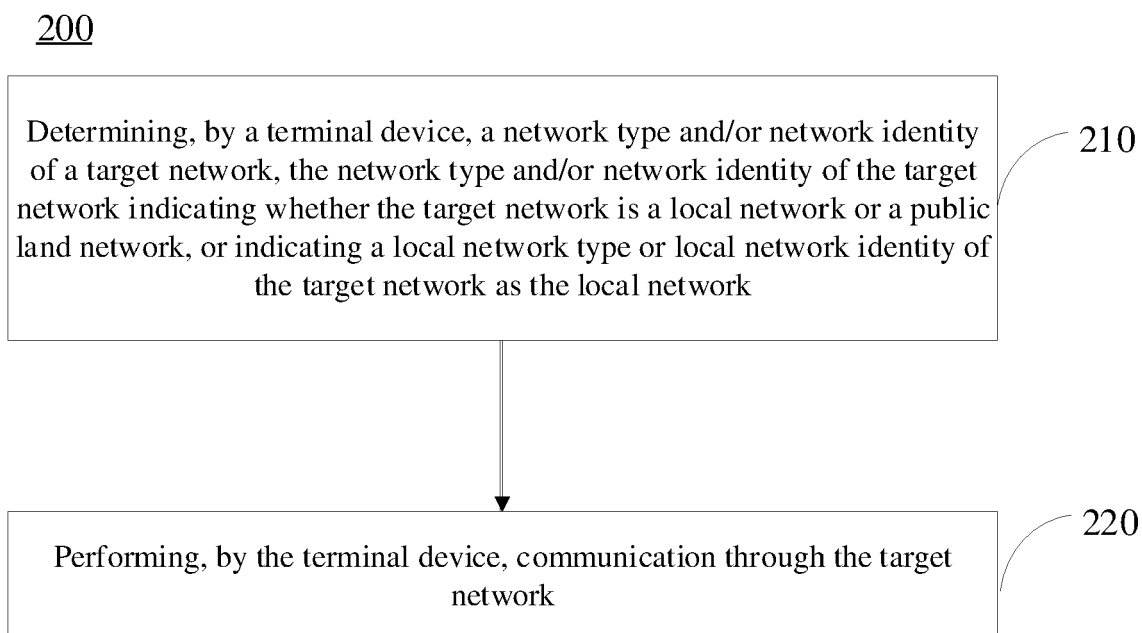 200
Determining, by a terminal device, a network type and/or network identity
of a target network, the network type and/or network identity of the target
network indicating whether the target network is a local network or a public
land network, or indicating a local network type or local network identity of
the target network as the local network
210
Performing, by the terminal device, communication through the target
network
220